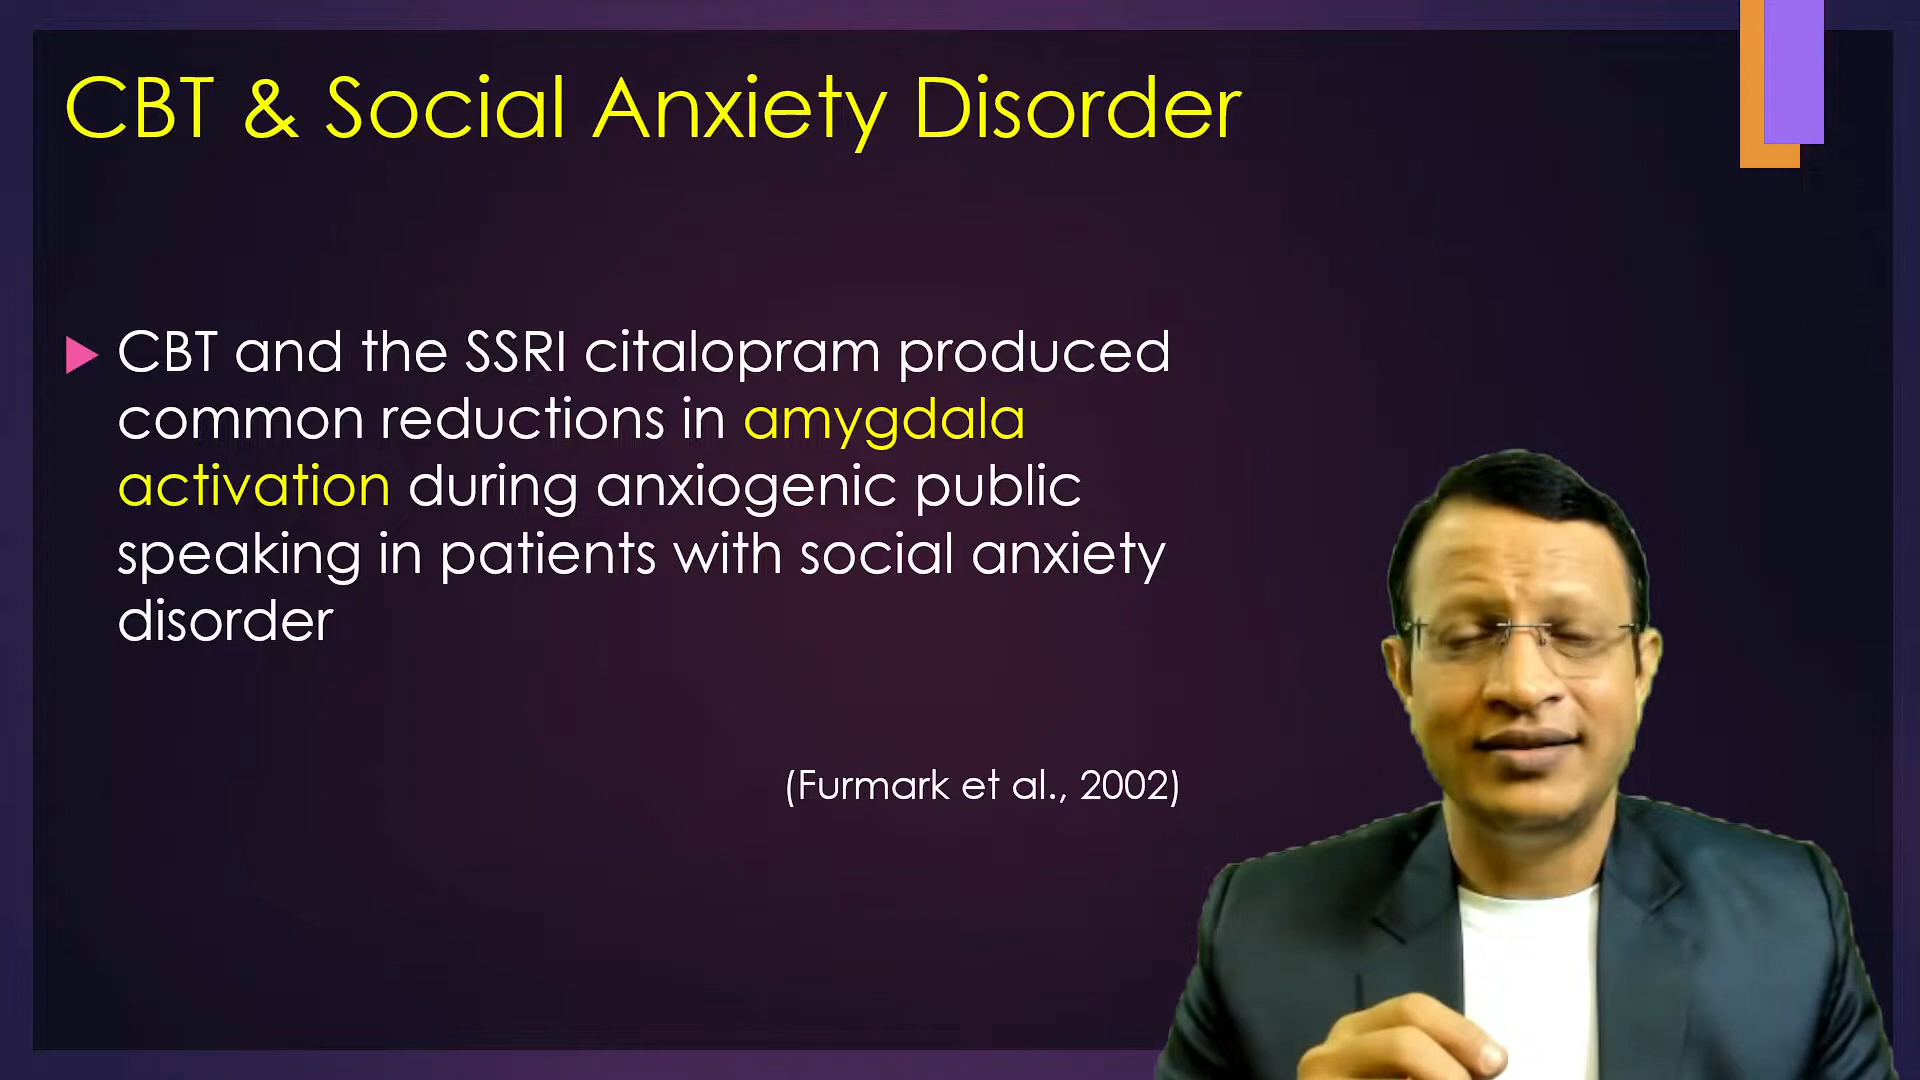 CBT & Social Anxiety Disorder
CBT and the SSRI citalopram produced
common reductions in amygdala
activation during anxiogenic public
speaking in patients with social anxiety
disorder
(Furmark et al., 2002)